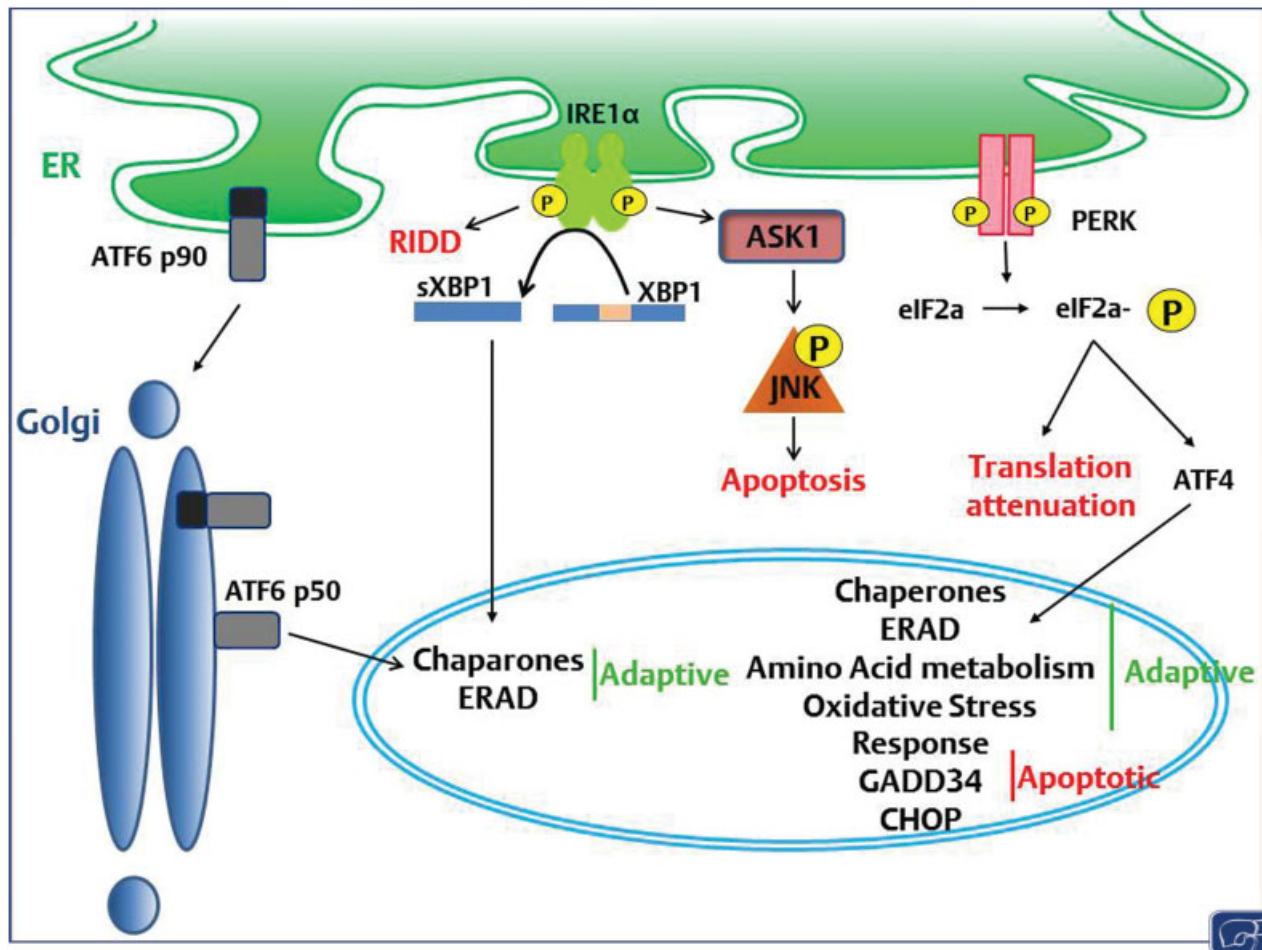 IRE1α
ER
P
P
P
P
PERK
ATF6 p90
RIDD
ASK1
sXBP1
XBP1
eIF2a
eIF2a-
P
P
JNK
Golgi
Apoptosis
Translation
attenuation
ATF4
ATF6 p50
Chaparones
ERAD
Adaptive
Chaperones
ERAD
Amino Acid metabolism
Oxidative Stress
Response
GADD34
CHOP
Adaptive
Apoptotic